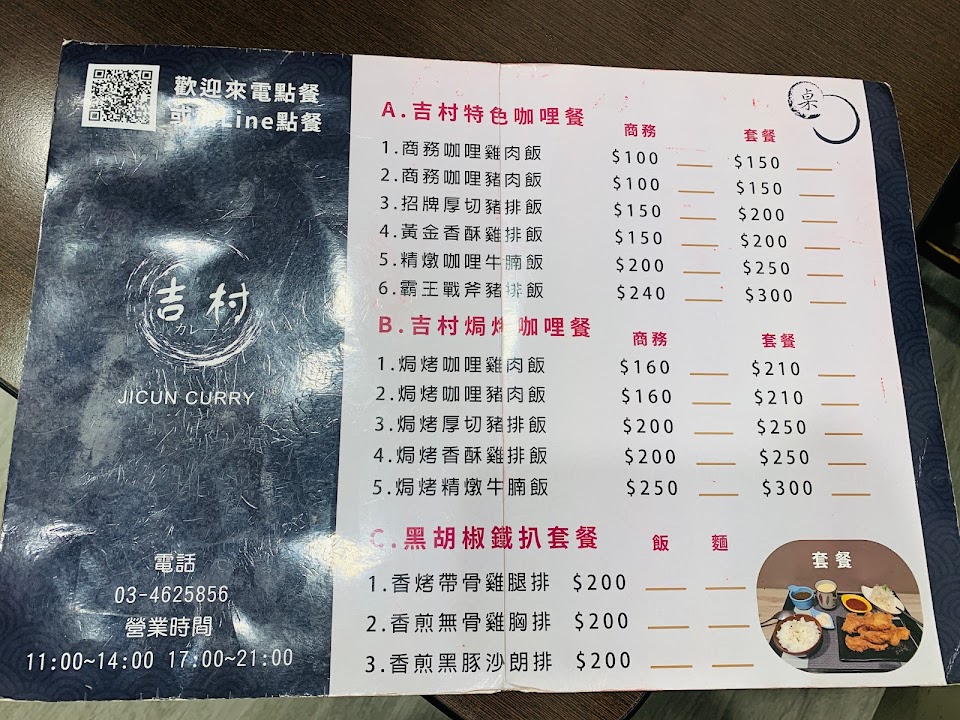 歡迎來電點餐
Line點餐
吉村
カレー
JICUN CURRY
電話
03-4625856
營業時間
11:00~14:00 17:00~21:00
桌
A.吉村特色咖哩餐 商務 套餐
1.商務咖哩雞肉飯 $100 $150
2.商務咖哩豬肉飯 $100 $150
3.招牌厚切豬排飯 $150 $200
4.黃金香酥雞排飯 $150 $200
5.精燉咖哩牛腩飯 $200 $250
6.霸王戰斧豬排飯 $240 $300
B.吉村焗烤咖哩餐 商務 套餐
1.焗烤咖哩雞肉飯 $160 $210
2.焗烤咖哩豬肉飯 $160 $210
3.焗烤厚切豬排飯 $200 $250
4.焗烤香酥雞排飯 $200 $250
5.焗烤精燉牛腩飯 $250 $300
C.黑胡椒鐵扒套餐 飯 麵
1.香烤帶骨雞腿排 $200
2.香煎無骨雞胸排 $200
3.香煎黑豚沙朗排 $200
套餐